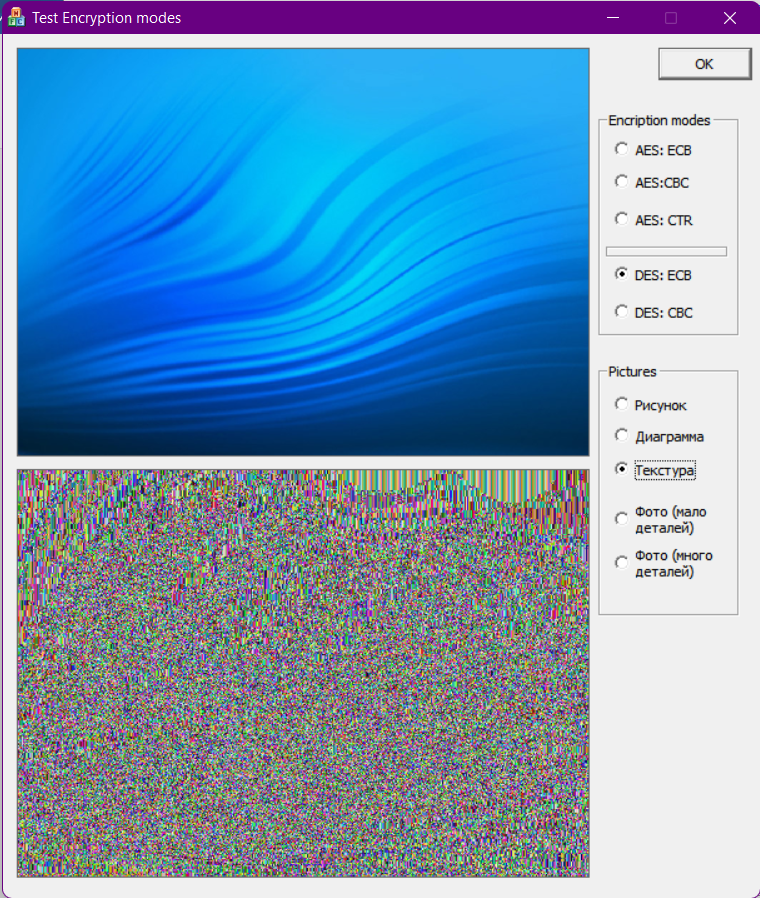 Test Encryption modes
OK
Encription modes
AES: ECB
AES:CBC
AES: CTR
DES: ECB
DES: CBC
Pictures
Рисунок
Диаграмма
Текстура
Фото (мало
деталей)
Фото (много
деталей)